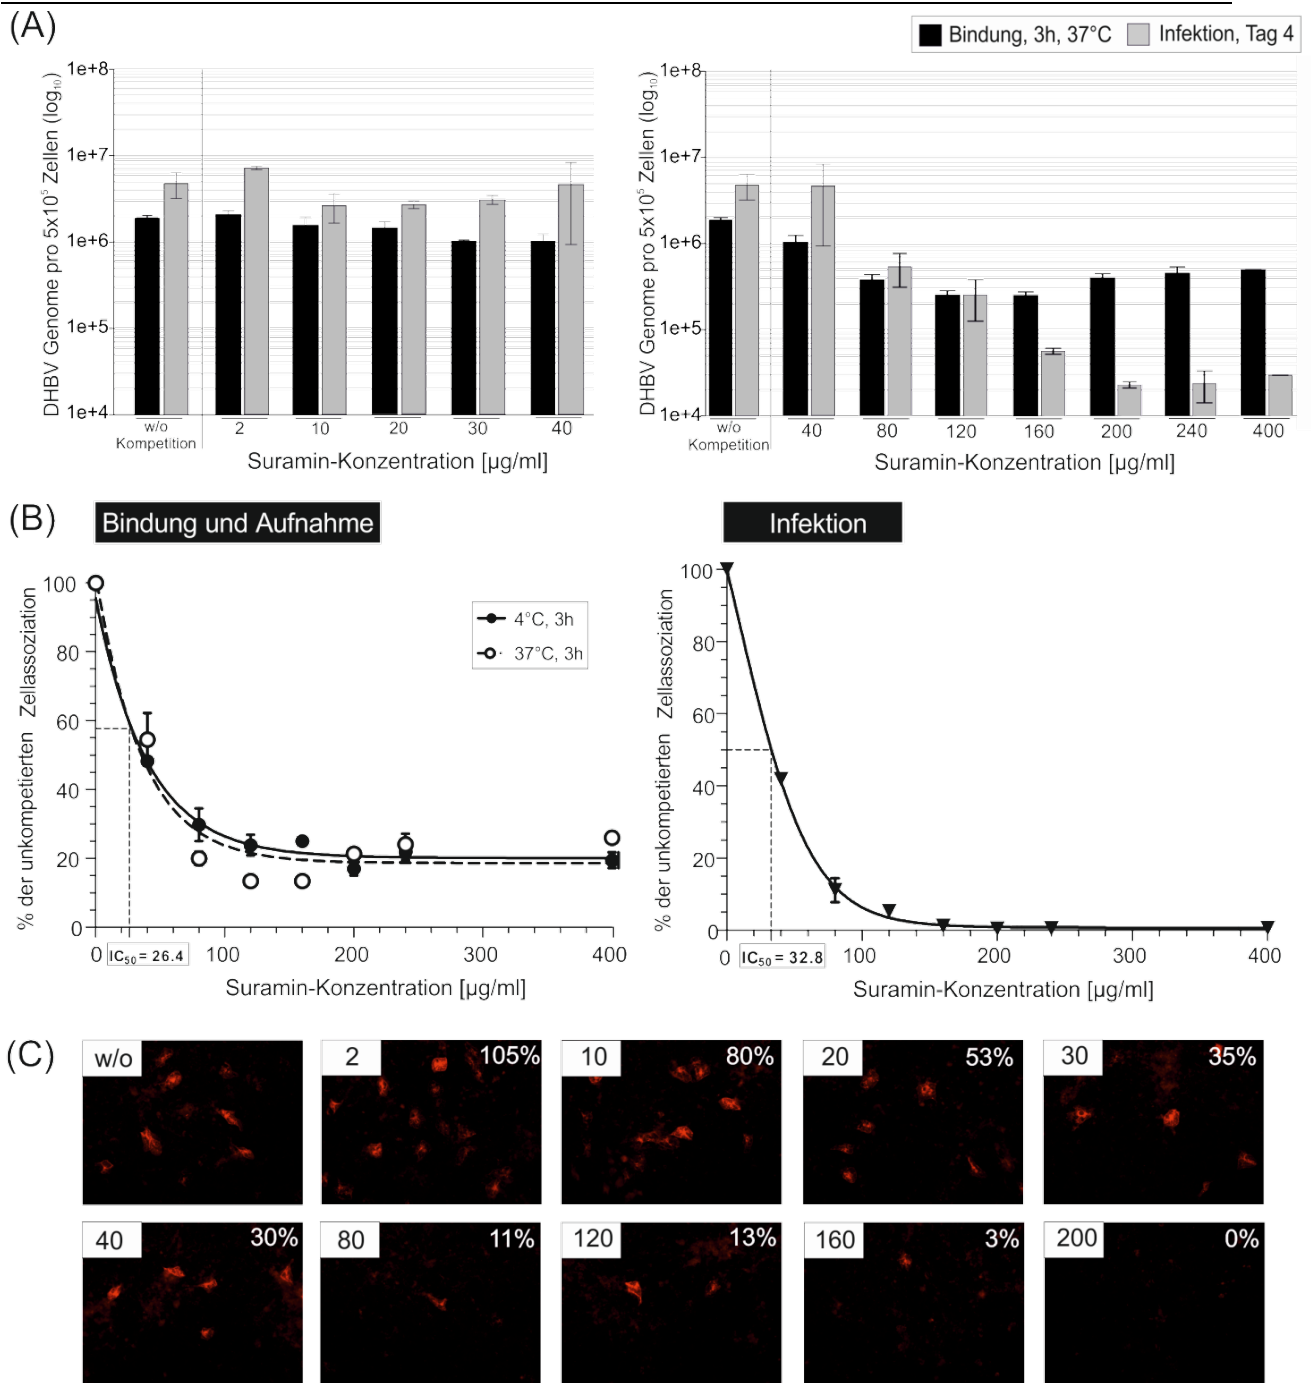 (A)
Bindung, 3h, 37°C
Infektion, Tag 4
DHBV Genome pro 5x10⁵ Zellen (log₁₀)
1e+8
1e+7
1e+6
1e+5
1e+4
w/o Kompetition
2
10
20
30
40
Suramin-Konzentration [µg/ml]
DHBV Genome pro 5x10⁵ Zellen (log₁₀)
1e+8
1e+7
1e+6
1e+5
1e+4
w/o Kompetition
40
80
120
160
200
240
400
Suramin-Konzentration [µg/ml]
(B)
Bindung und Aufnahme
% der unkompetierten Zellassoziation
100
80
60
40
20
0
4°C, 3h
37°C, 3h
0
IC₅₀ = 26.4
100
200
300
400
Suramin-Konzentration [µg/ml]
Infektion
% der unkompetierten Zellassoziation
100
80
60
40
20
0
0
IC₅₀ = 32.8
100
200
300
400
Suramin-Konzentration [µg/ml]
(C)
w/o
2
105%
10
80%
20
53%
30
35%
40
30%
80
11%
120
13%
160
3%
200
0%